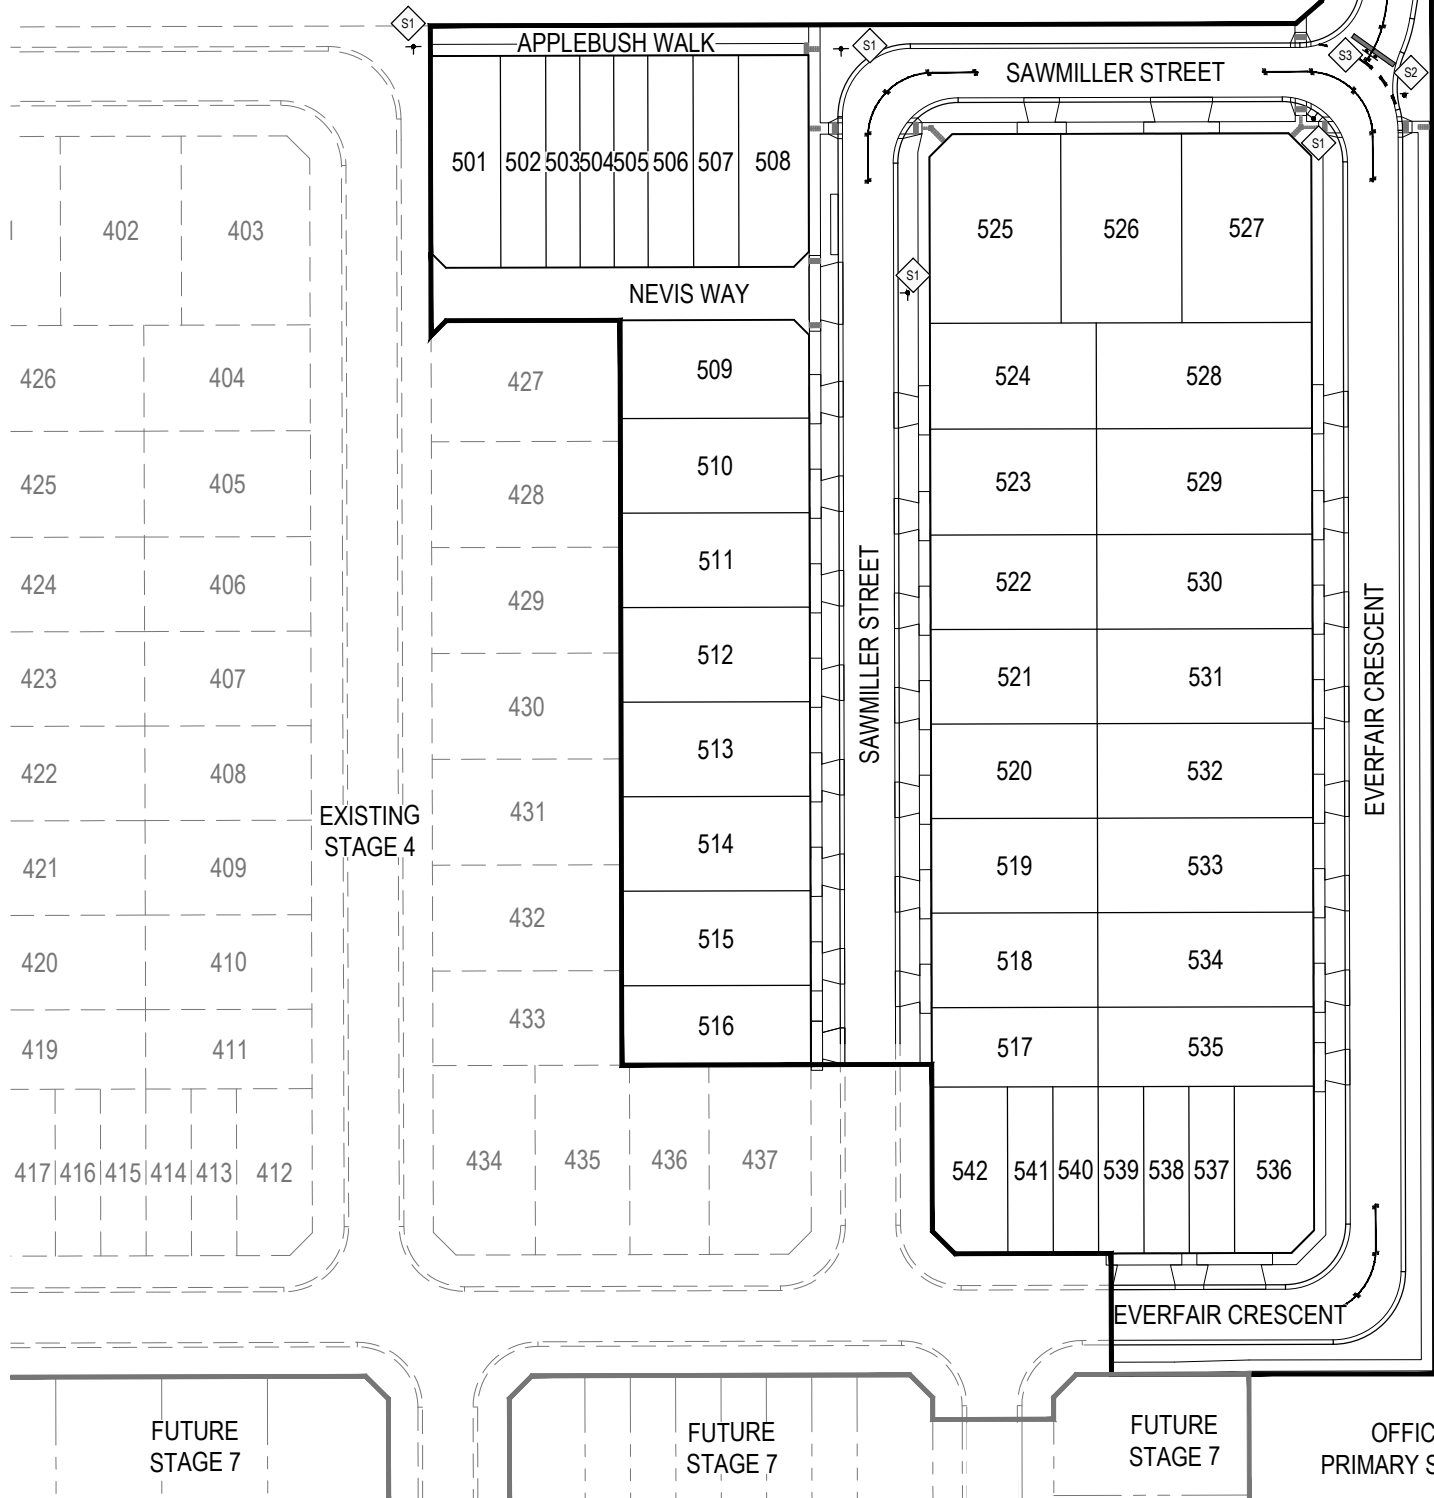 S1
APPLEBUSH WALK
S1
SAWMILLER STREET
S3
S2
S1
501 502 503 504 505 506 507 508
402 403
525 526 527
S1
NEVIS WAY
426 404 427 509 524 528
425 405 428 510 523 529
424 406 429 511 522 530
423 407 430 512 521 531
422 408 431 513 520 532
SAWMILLER STREET
EVERFAIR CRESCENT
EXISTING
STAGE 4
421 409 432 514 519 533
420 410 433 515 518 534
419 411 516 517 535
417 416 415 414 413 412 434 435 436 437 542 541 540 539 538 537 536
EVERFAIR CRESCENT
FUTURE
STAGE 7
FUTURE
STAGE 7
FUTURE
STAGE 7
OFFIC
PRIMARY S